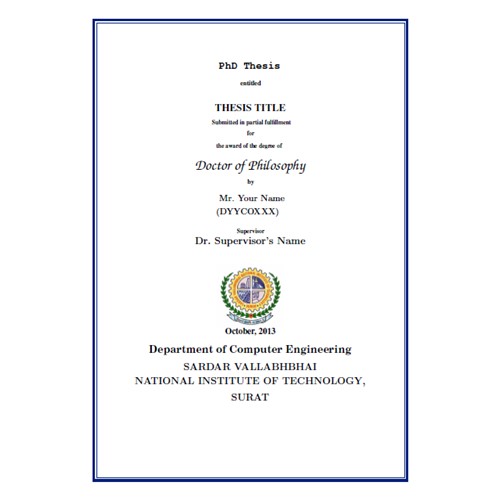 PhD Thesis
entitled
THESIS TITLE
Submitted in partial fulfillment
for
the award of the degree of
Doctor of Philosophy
by
Mr. Your Name
(DYYCOXXX)
Supervisor
Dr. Supervisor's Name
October, 2013
Department of Computer Engineering
SARDAR VALLABHBHAI
NATIONAL INSTITUTE OF TECHNOLOGY,
SURAT